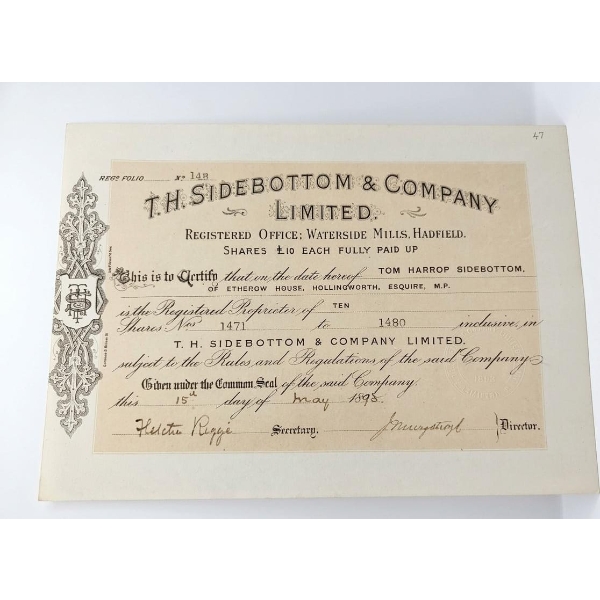 47
REGD FOLIO No 148
T.H. SIDEBOTTOM & COMPANY
LIMITED.
REGISTERED OFFICE; WATERSIDE MILLS, HADFIELD.
SHARES £10 EACH FULLY PAID UP
This is to Certify that on the date hereof TOM HARROP SIDEBOTTOM,
OF ETHEROW HOUSE, HOLLINGWORTH, ESQUIRE, M.P.
is the Registered Proprietor of TEN
Shares Nos 1471 to 1480 inclusive, in
T. H. SIDEBOTTOM & COMPANY LIMITED.
subject to the Rules and Regulations of the said Company
Given under the Common Seal of the said Company.
this 15th day of May 1898.
Secretary. Director.